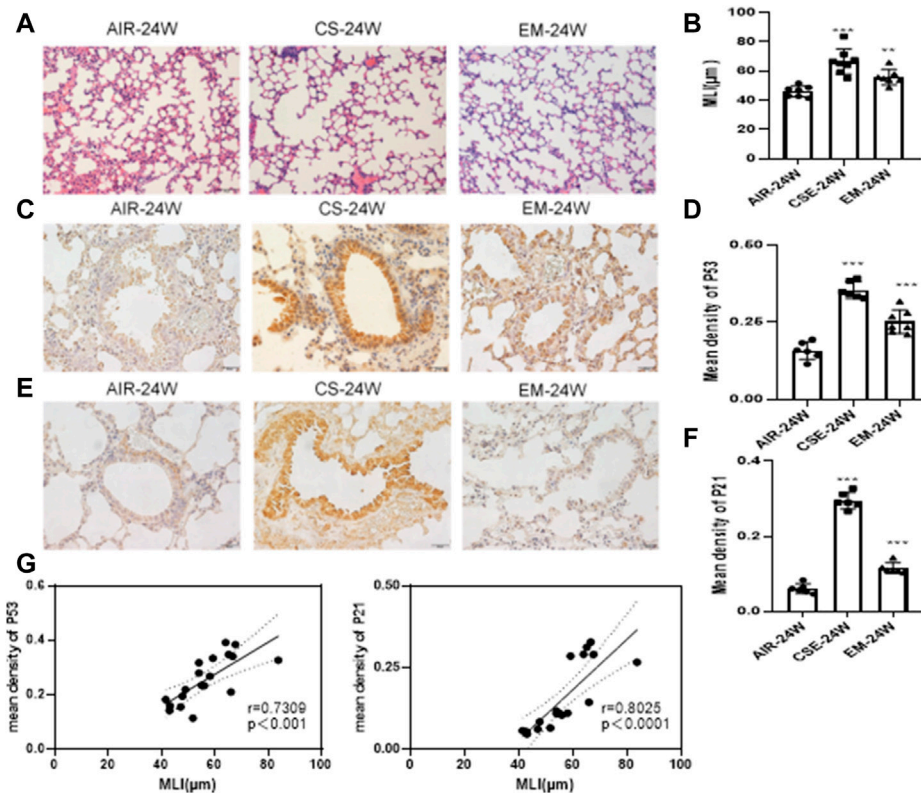 A
AIR-24W
CS-24W
EM-24W
B
MLI(μm)
100
80
60
40
20
0
***
**
AIR-24W
CSE-24W
EM-24W
C
AIR-24W
CS-24W
EM-24W
D
Mean density of P53
0.60
0.26
0.00
***
***
AIR-24W
CSE-24W
EM-24W
E
AIR-24W
CS-24W
EM-24W
F
Mean density of P21
0.4
0.2
0.0
***
***
AIR-24W
CSE-24W
EM-24W
G
mean density of P53
0.6
0.4
0.2
0.0
r=0.7309
p<0.001
0 20 40 60 80 100
MLI(μm)
mean density of P21
0.50
0.25
0.00
r=0.8025
p<0.0001
0 20 40 60 80 100
MLI(μm)